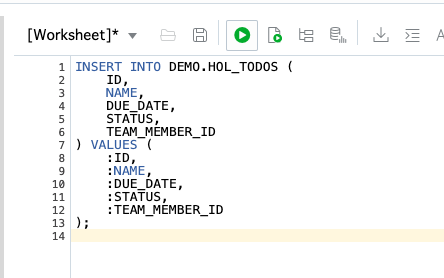 [Worksheet]*
1 INSERT INTO DEMO.HOL_TODOS (
2 ID,
3 NAME,
4 DUE_DATE,
5 STATUS,
6 TEAM_MEMBER_ID
7 ) VALUES (
8 :ID,
9 :NAME,
10 :DUE_DATE,
11 :STATUS,
12 :TEAM_MEMBER_ID
13 );
14